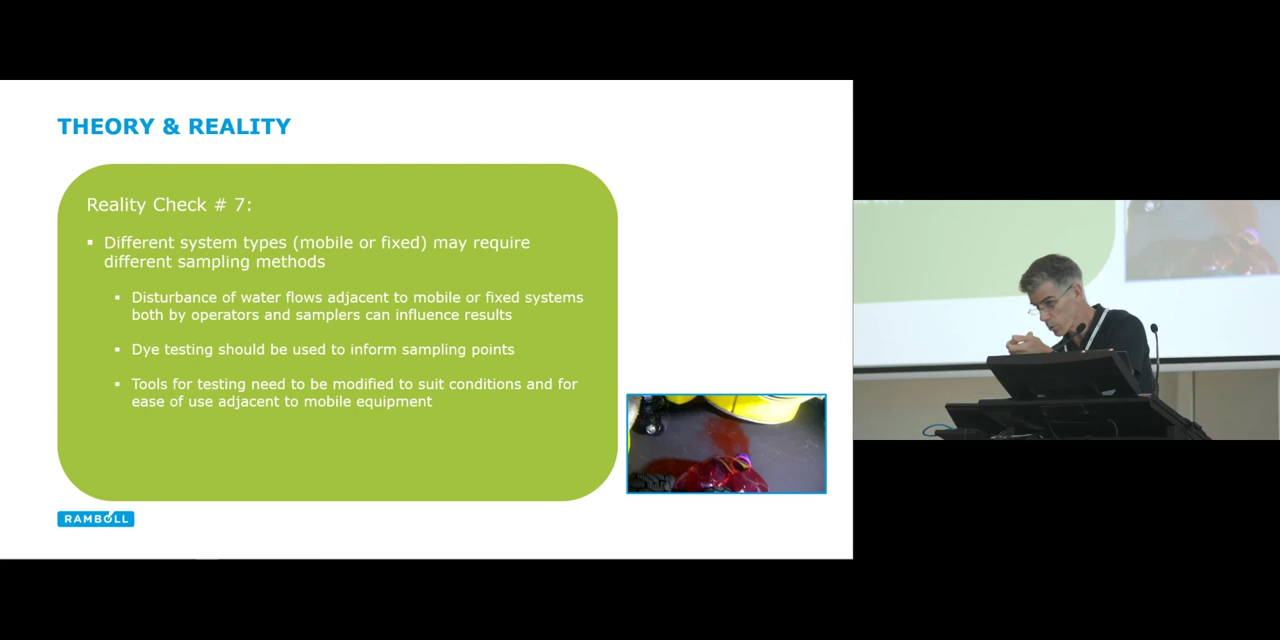 THEORY & REALITY
Reality Check # 7:
▪ Different system types (mobile or fixed) may require
different sampling methods
▪ Disturbance of water flows adjacent to mobile or fixed systems
both by operators and samplers can influence results
▪ Dye testing should be used to inform sampling points
▪ Tools for testing need to be modified to suit conditions and for
ease of use adjacent to mobile equipment
RAMBOLL